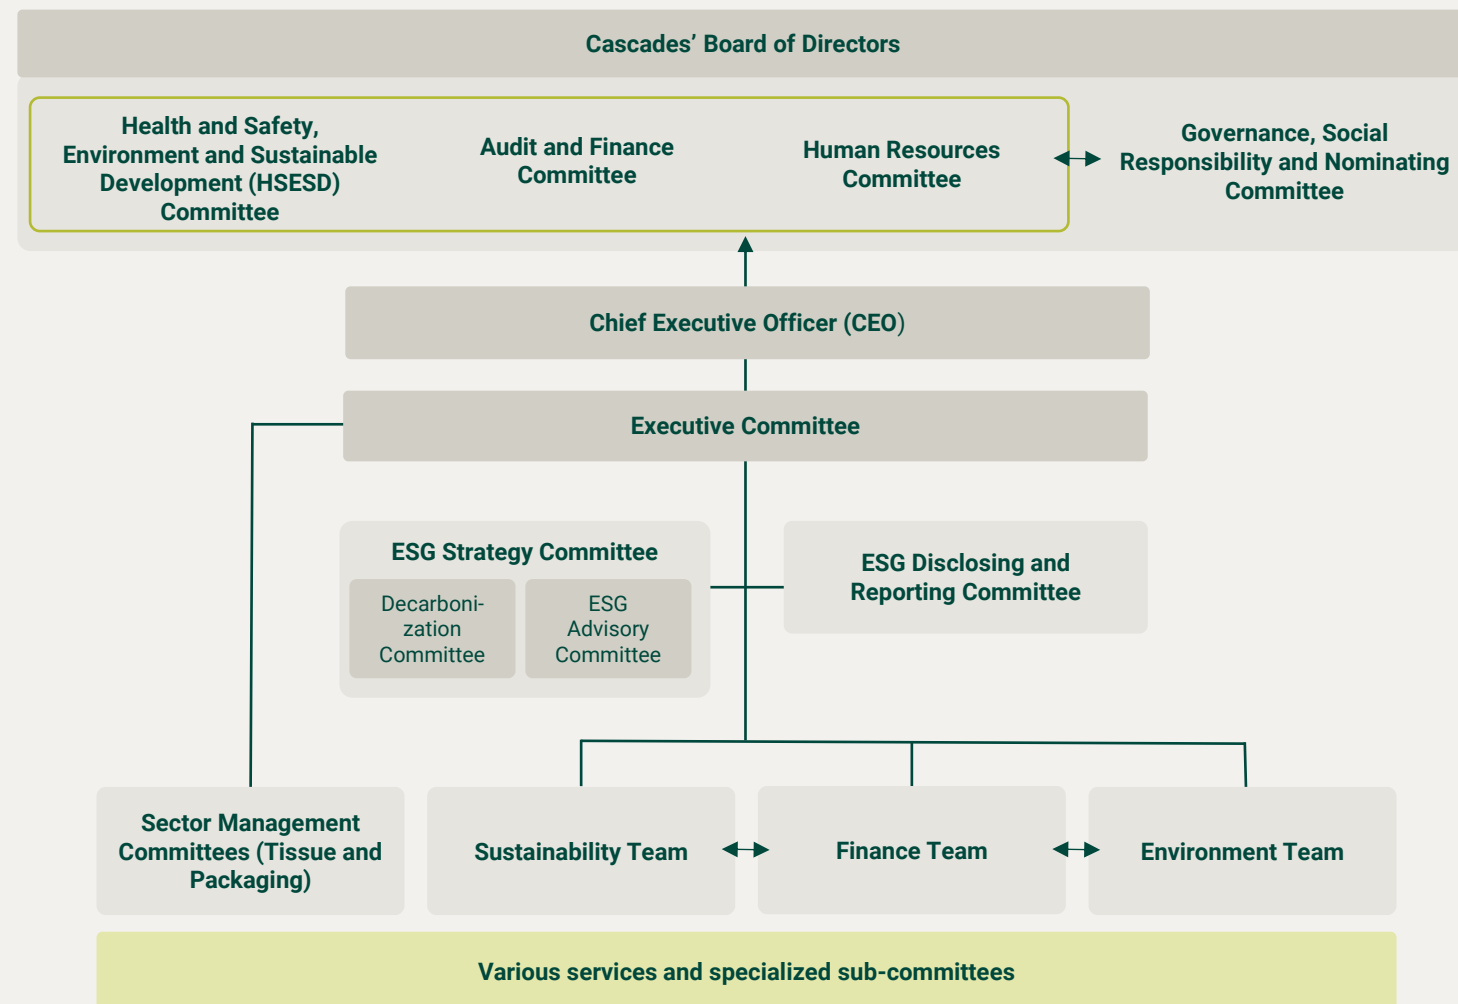 Cascades’ Board of Directors
Health and Safety,
Environment and Sustainable
Development (HSESD)
Committee
Audit and Finance
Committee
Human Resources
Committee
Governance, Social
Responsibility and Nominating
Committee
Chief Executive Officer (CEO)
Executive Committee
ESG Strategy Committee
Decarboni-
zation
Committee
ESG
Advisory
Committee
ESG Disclosing and
Reporting Committee
Sector Management
Committees (Tissue and
Packaging)
Sustainability Team
Finance Team
Environment Team
Various services and specialized sub-committees